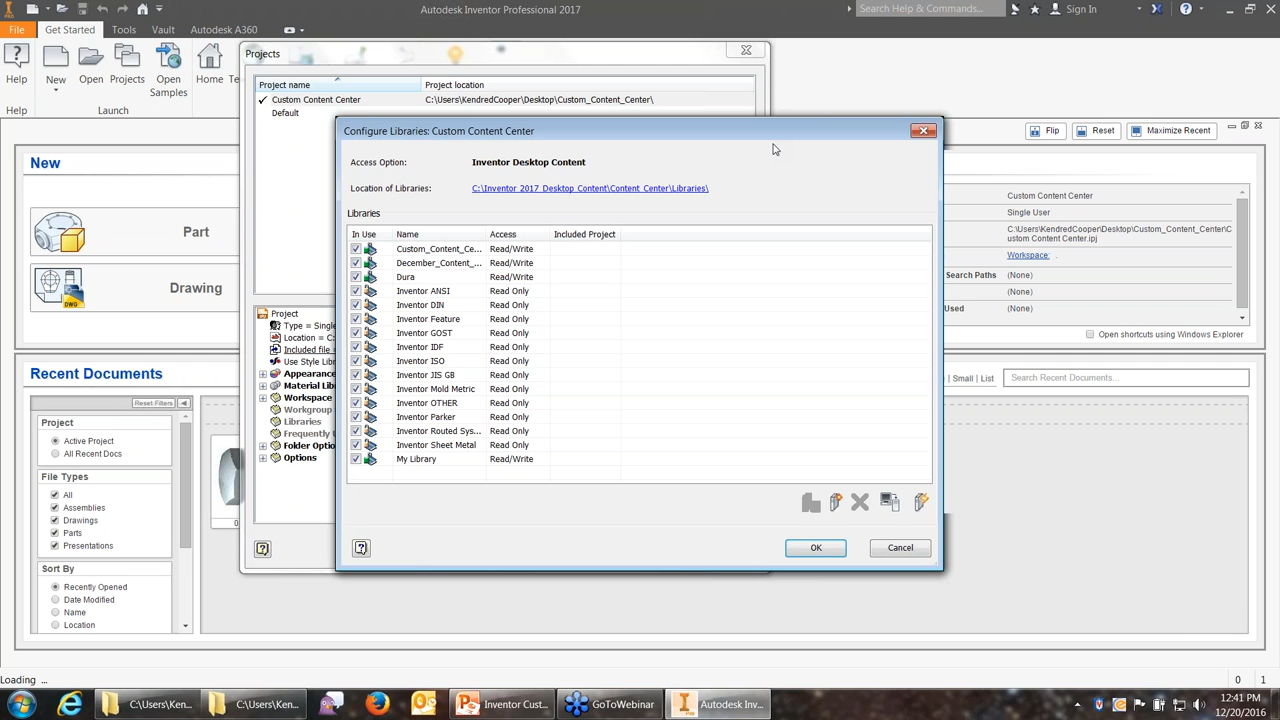 PRO
Autodesk Inventor Professional 2017
Search Help & Commands...
Sign In
File
Get Started
Tools
Vault
Autodesk A360
Help
New
Open
Projects
Open
Samples
Home
Te
Help
Launch
Projects
Project name
Project location
Custom Content Center
C:\Users\KendredCooper\Desktop\Custom_Content_Center\
Default
Configure Libraries: Custom Content Center
Access Option:
Inventor Desktop Content
Location of Libraries:
C:\Inventor 2017 Desktop Content\Content Center\Libraries\
Libraries
In Use
Name
Access
Included Project
Custom_Content_Ce...
Read/Write
December_Content_...
Read/Write
Dura
Read/Write
Inventor ANSI
Read Only
Inventor DIN
Read Only
Inventor Feature
Read Only
Inventor GOST
Read Only
Inventor IDF
Read Only
Inventor ISO
Read Only
Inventor JIS GB
Read Only
Inventor Mold Metric
Read Only
Inventor OTHER
Read Only
Inventor Parker
Read Only
Inventor Routed Sys...
Read Only
Inventor Sheet Metal
Read Only
My Library
Read/Write
OK
Cancel
Project
Type = Singl
Location = C:
Included file =
Use Style Lib
Appearance
Material Lib
Workspace
Workgroup
Libraries
Frequently U
Folder Optio
Options
New
Part
Drawing
DWG
Flip
Reset
Maximize Recent
Custom Content Center
Single User
C:\Users\KendredCooper\Desktop\Custom_Content_Center\C
ustom Content Center.ipj
Workspace: .
Search Paths
(None)
(None)
Used
(None)
Open shortcuts using Windows Explorer
Recent Documents
| Small | List
Search Recent Documents...
Reset Filters
Project
Active Project
All Recent Docs
File Types
All
Assemblies
Drawings
Parts
Presentations
Sort By
Recently Opened
Date Modified
Name
Location
0
Loading ...
0
1
C:\Users\Ken...
C:\Users\Ken...
Inventor Cust...
GoToWebinar
Autodesk Inv...
12:41 PM
12/20/2016